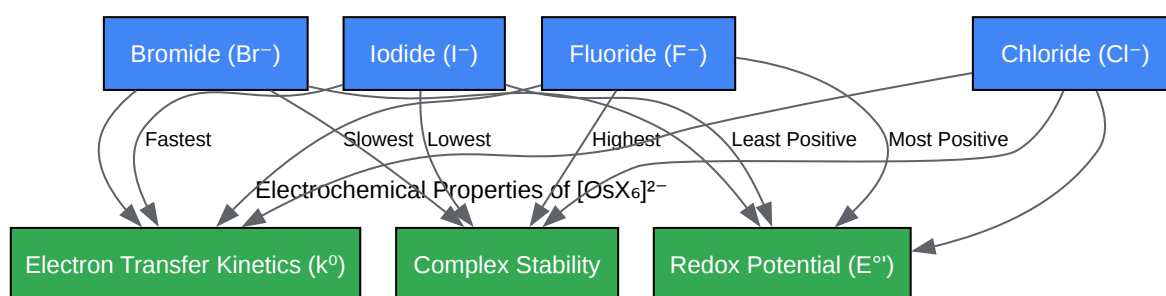 Bromide (Br⁻)
Iodide (I⁻)
Fluoride (F⁻)
Chloride (Cl⁻)
Fastest
Slowest
Lowest
Highest
Least Positive
Most Positive
Electrochemical Properties of [OsX₆]²⁻
Electron Transfer Kinetics (k⁰)
Complex Stability
Redox Potential (E°')